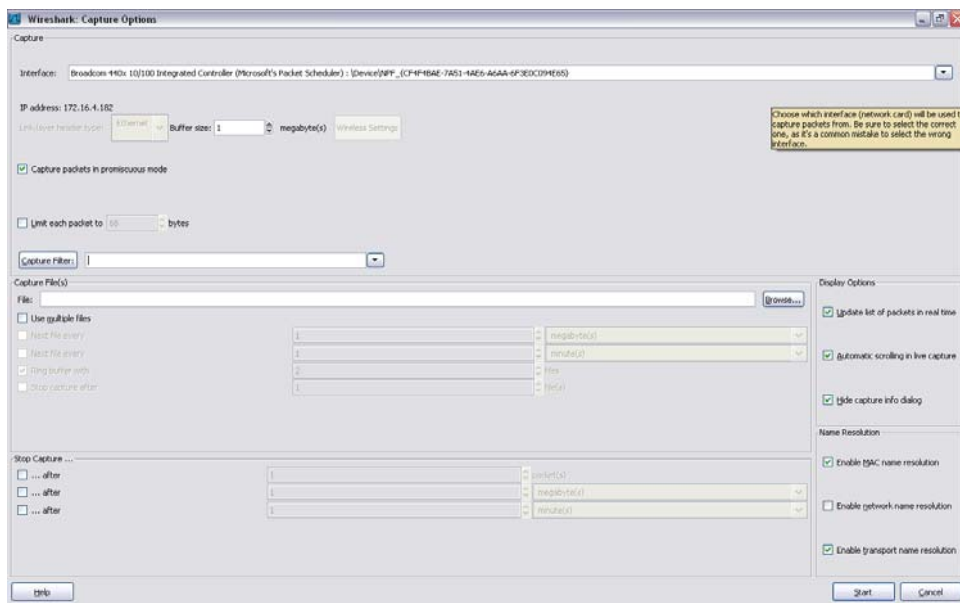 Wireshark: Capture Options
Capture
Interface: Broadcom 440x 10/100 Integrated Controller (Microsoft's Packet Scheduler) : \Device\NPF_{CF4F4BAE-7A51-4AE6-A6AA-6F3E0C094E65}
IP address: 172.16.4.182
Link-layer header type: Ethernet Buffer size: 1 megabyte(s) Wireless Settings
Choose which interface (network card) will be used t
capture packets from. Be sure to select the correct
one, as it's a common mistake to select the wrong
interface.
Capture packets in promiscuous mode
Limit each packet to 68 bytes
Capture Filter:
Capture File(s)
File: Browse...
Use multiple files
Next file every 1 megabyte(s)
Next file every 1 minute(s)
Ring buffer with 2 files
Stop capture after 1 file(s)
Display Options
Update list of packets in real time
Automatic scrolling in live capture
Hide capture info dialog
Stop Capture ...
... after 1 packet(s)
... after 1 megabyte(s)
... after 1 minute(s)
Name Resolution
Enable MAC name resolution
Enable network name resolution
Enable transport name resolution
Help Start Cancel